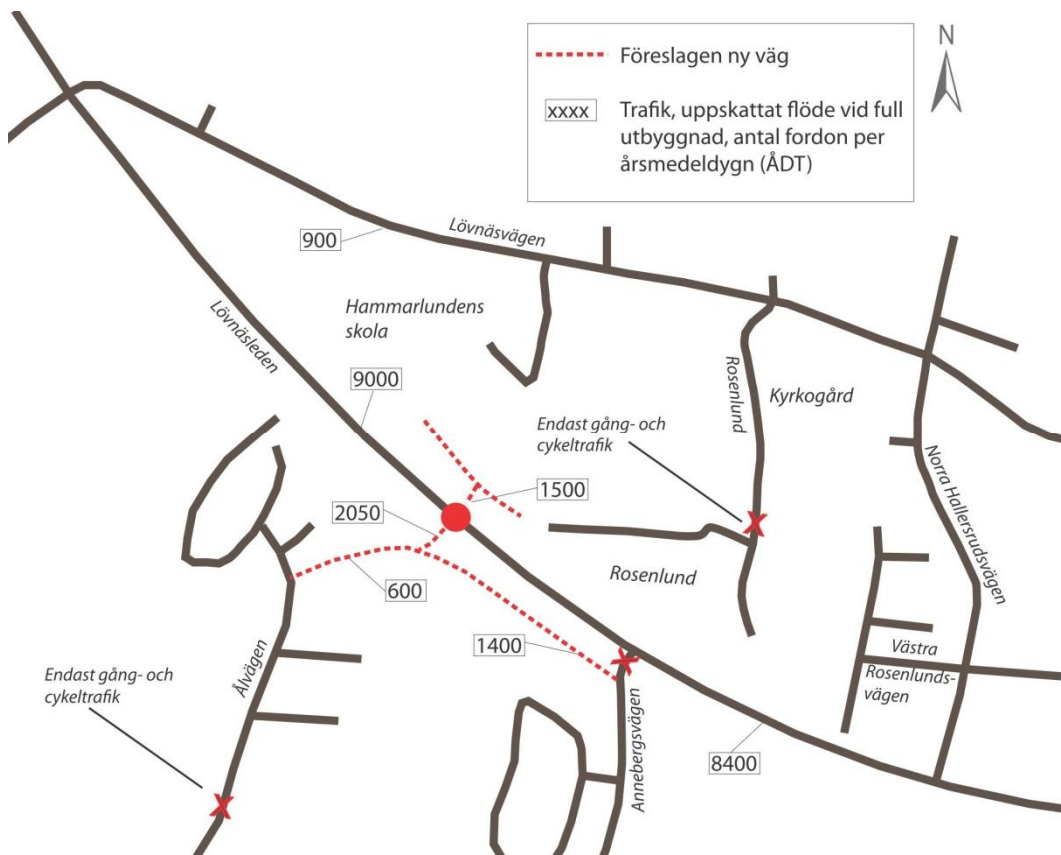 Föreslagen ny väg
N
xxxx
Trafik, uppskattat flöde vid full
utbyggnad, antal fordon per
årsmedeldygn (ÅDT)
900
Lövnäsvägen
Hammarlundens
skola
Lövnäsleden
9000
Rosenlund
Kyrkogård
Endast gång- och
cykeltrafik
Norra Hallersrudsvägen
1500
2050
600
Rosenlund
1400
Västra
Rosenlunds-
vägen
Endast gång- och
cykeltrafik
Ålvägen
Annebergsvägen
8400